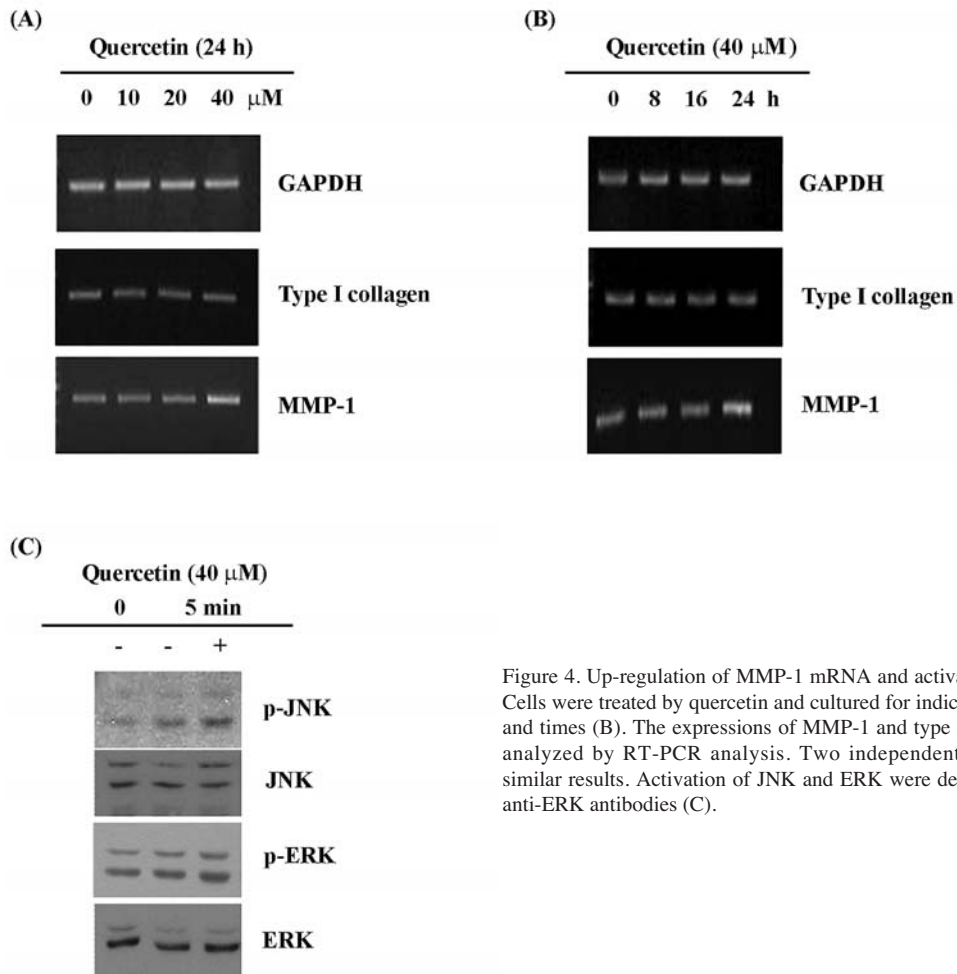 (A)
Quercetin (24 h)
0 10 20 40 μM
GAPDH
Type I collagen
MMP-1
(B)
Quercetin (40 μM)
0 8 16 24 h
GAPDH
Type I collagen
MMP-1
(C)
Quercetin (40 μM)
0 5 min
- - +
p-JNK
JNK
p-ERK
ERK
Figure 4. Up-regulation of MMP-1 mRNA and activa
Cells were treated by quercetin and cultured for indic
and times (B). The expressions of MMP-1 and type
analyzed by RT-PCR analysis. Two independent
similar results. Activation of JNK and ERK were de
anti-ERK antibodies (C).